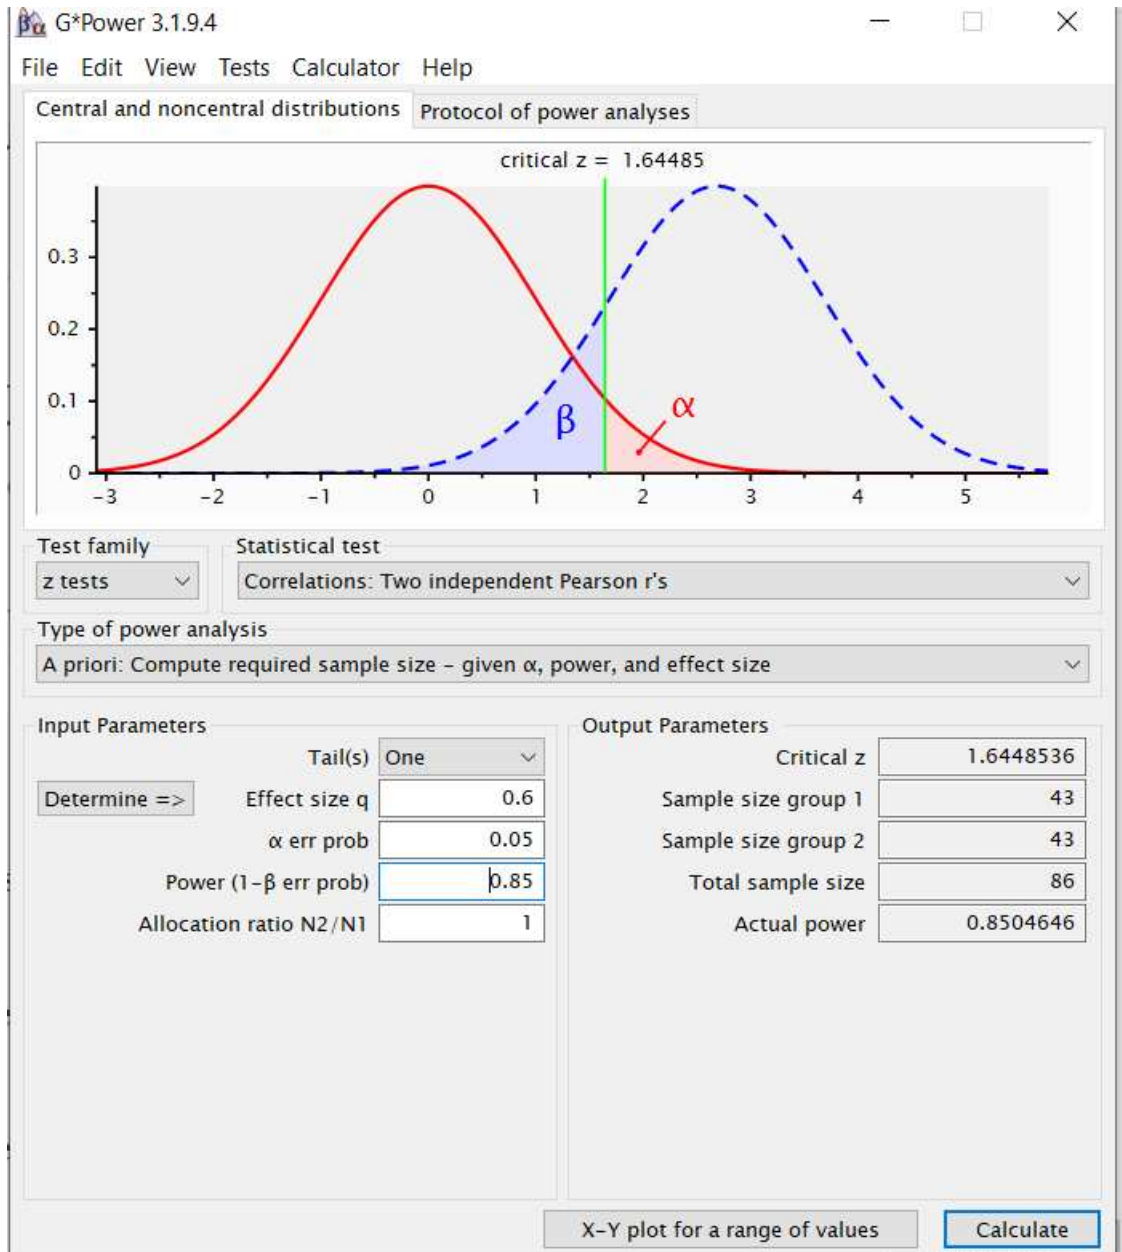 G*Power 3.1.9.4
File Edit View Tests Calculator Help
Central and noncentral distributions Protocol of power analyses
critical z = 1.64485
0.3
0.2
0.1
0
β
α
-3 -2 -1 0 1 2 3 4 5
Test family Statistical test
z tests Correlations: Two independent Pearson r's
Type of power analysis
A priori: Compute required sample size – given α, power, and effect size
Input Parameters Output Parameters
Tail(s) One Critical z 1.6448536
Determine => Effect size q 0.6 Sample size group 1 43
α err prob 0.05 Sample size group 2 43
Power (1-β err prob) 0.85 Total sample size 86
Allocation ratio N2/N1 1 Actual power 0.8504646
X-Y plot for a range of values Calculate